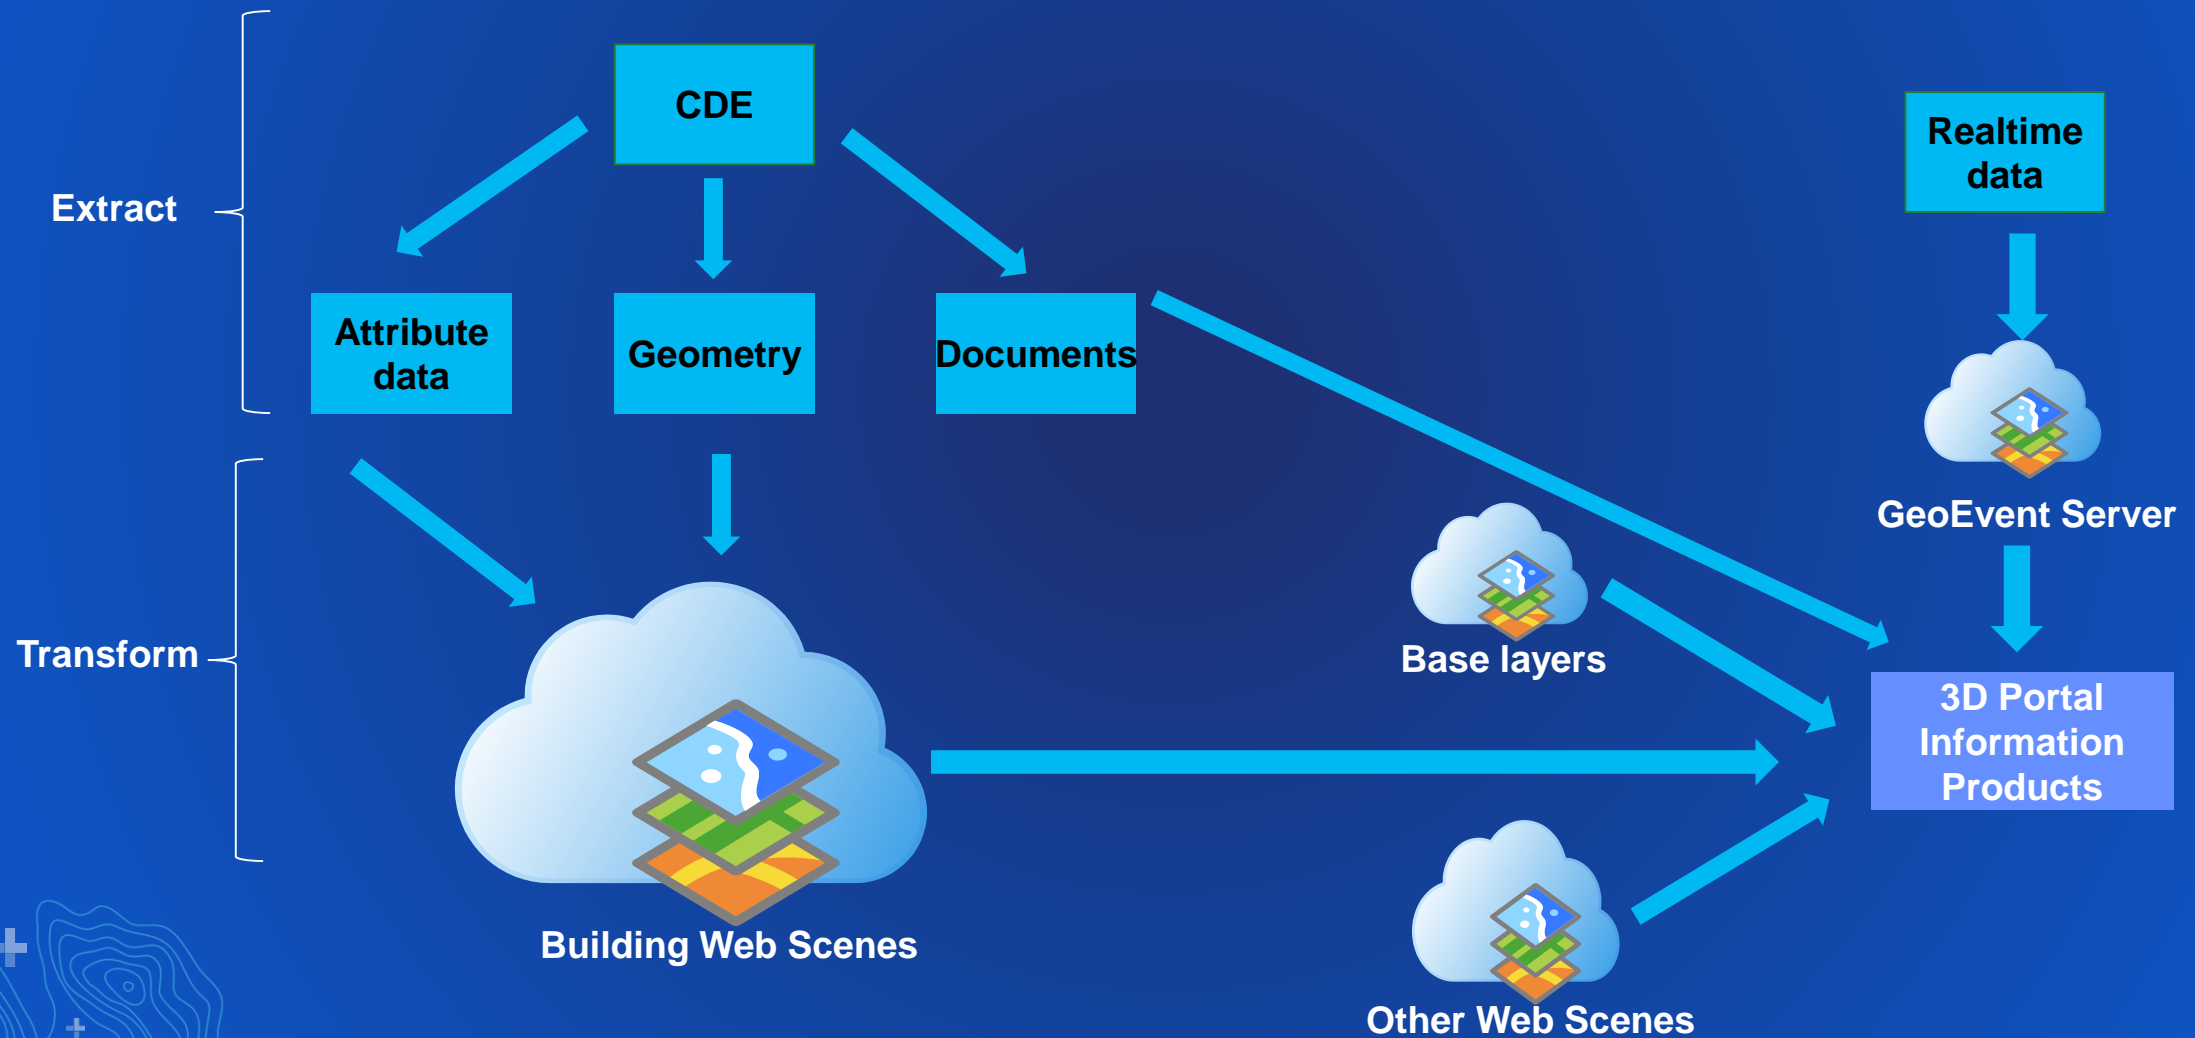 CDE
Realtime
data
Extract
Attribute
data
Geometry
Documents
GeoEvent Server
Base layers
Transform
3D Portal
Information
Products
Building Web Scenes
Other Web Scenes